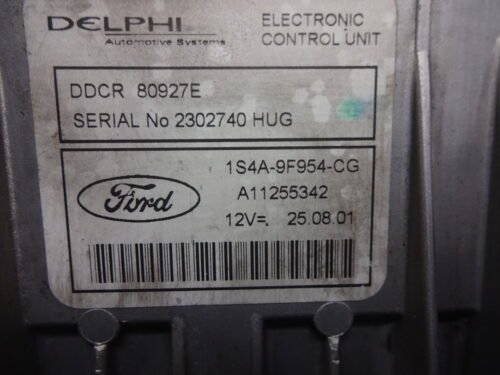 DELPHI
Automotive Systems
ELECTRONIC
CONTROL UNIT
DDCR 80927E
SERIAL No 2302740 HUG
Ford
1S4A-9F954-CG
A11255342
12V= 25.08.01